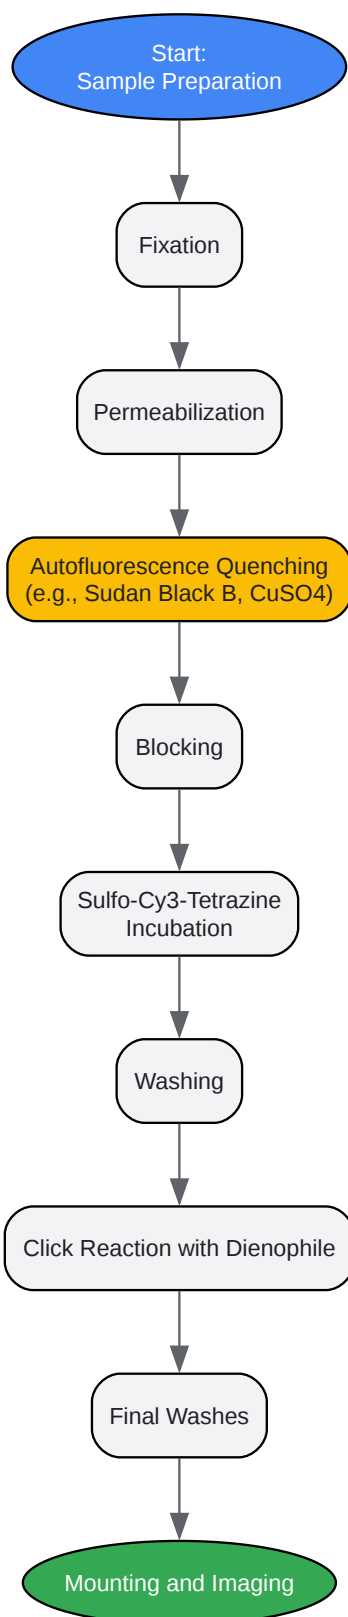 Start:
Sample Preparation
Fixation
Permeabilization
Autofluorescence Quenching
(e.g., Sudan Black B, CuSO4)
Blocking
Sulfo-Cy3-Tetrazine
Incubation
Washing
Click Reaction with Dienophile
Final Washes
Mounting and Imaging